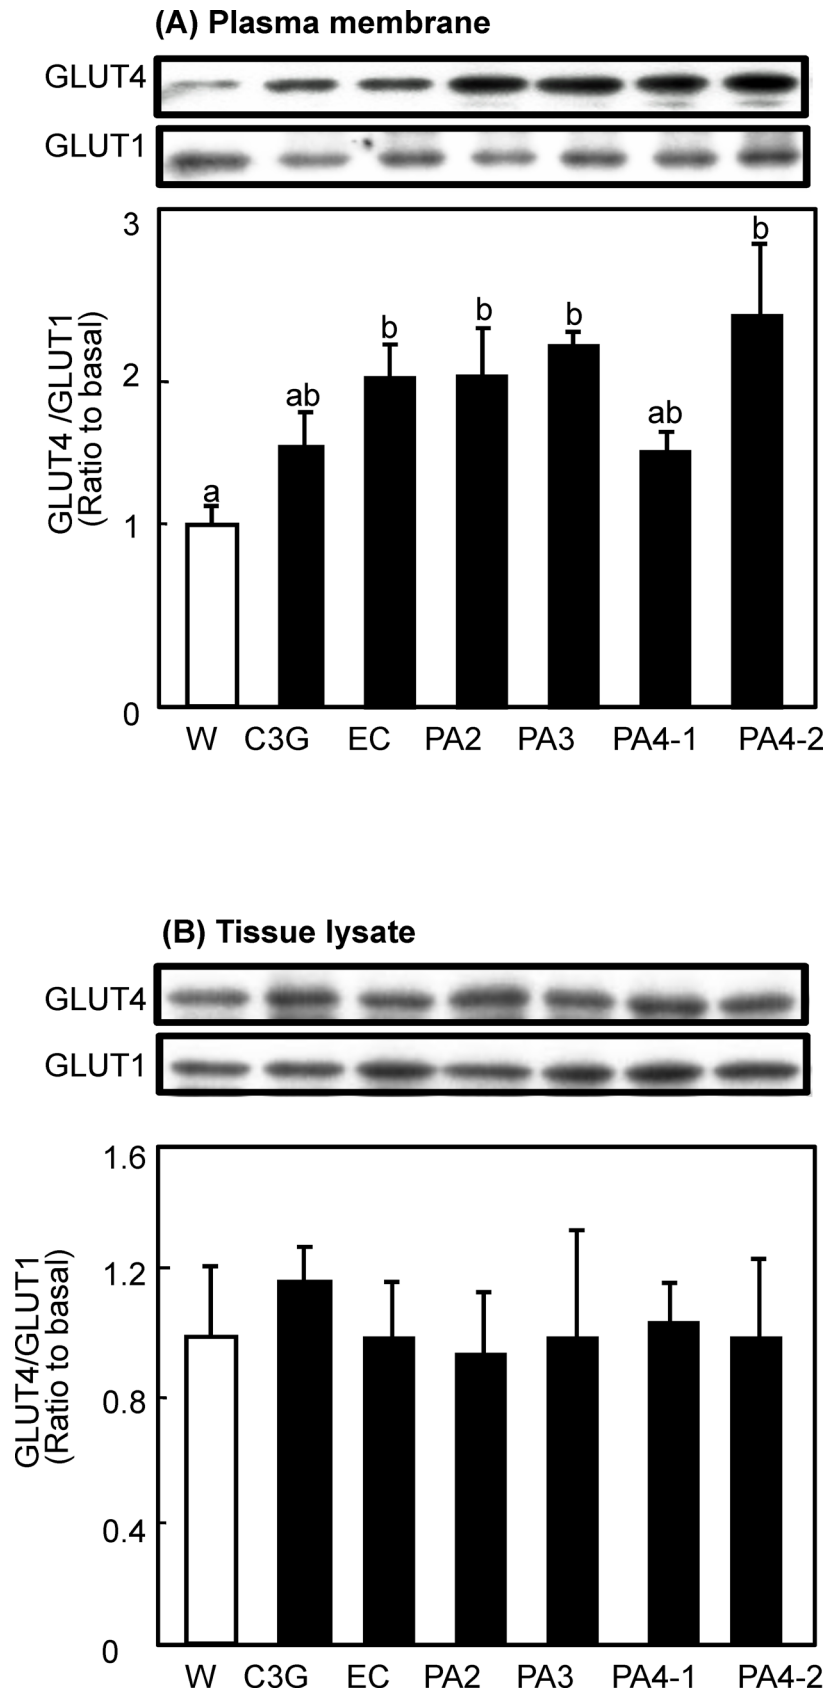 (A) Plasma membrane
GLUT4
GLUT1
3
2
1
0
GLUT4 /GLUT1
(Ratio to basal)
a
ab
b
b
b
ab
b
W C3G EC PA2 PA3 PA4-1 PA4-2
(B) Tissue lysate
GLUT4
GLUT1
1.6
1.2
0.8
0.4
0
GLUT4/GLUT1
(Ratio to basal)
W C3G EC PA2 PA3 PA4-1 PA4-2